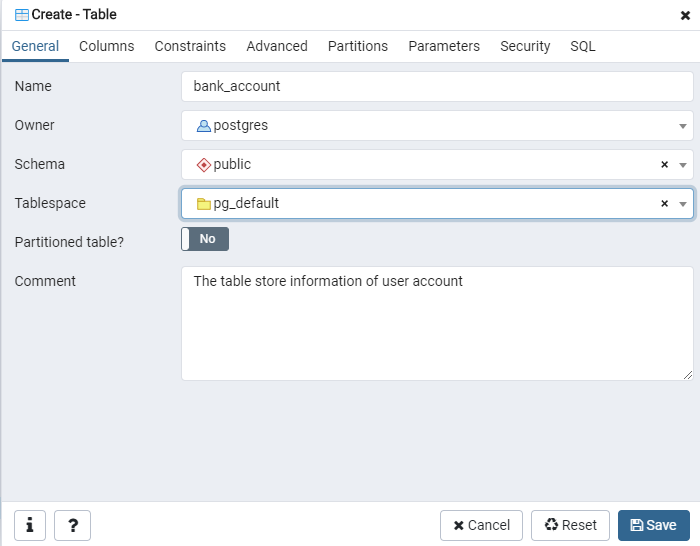 Create - Table
General Columns Constraints Advanced Partitions Parameters Security SQL
Name bank_account
Owner postgres
Schema public
Tablespace pg_default
Partitioned table? No
Comment The table store information of user account
i ? Cancel Reset Save